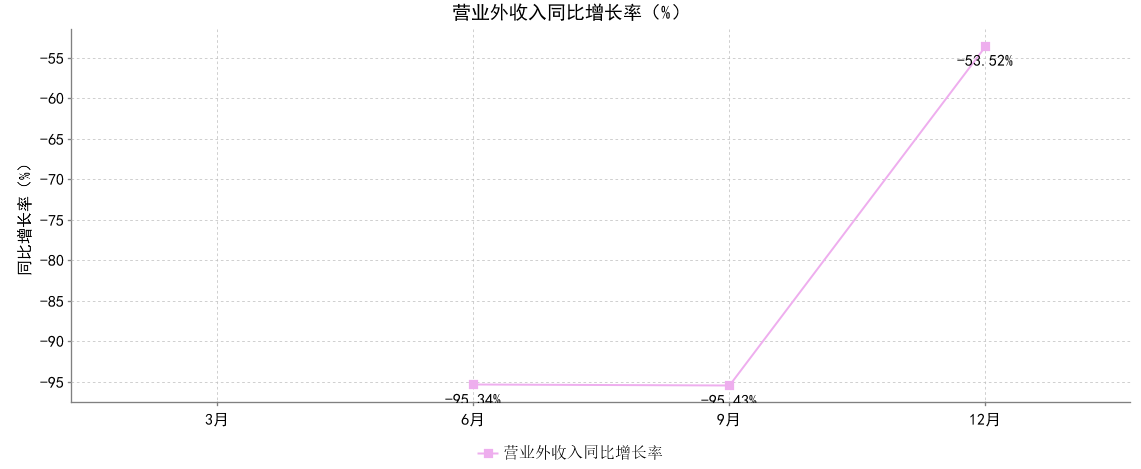 营业外收入同比增长率（%）
同比增长率（%）
-55
-60
-65
-70
-75
-80
-85
-90
-95
-53.52%
-95.34%
-95.43%
3月
6月
9月
12月
营业外收入同比增长率